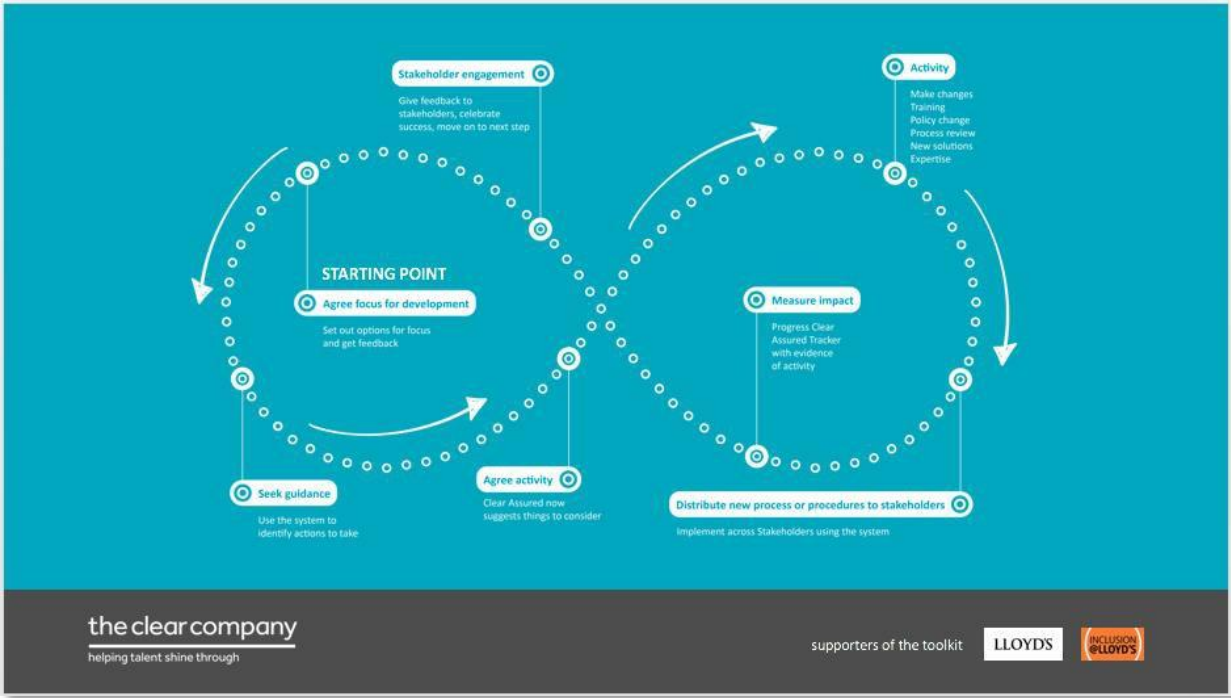 Stakeholder engagement
Give feedback to
stakeholders, celebrate
success, move on to next step
Activity
Make changes
Training
Policy change
Process review
New solutions
Expertise
STARTING POINT
Agree focus for development
Set out options for focus
and get feedback
Measure impact
Progress Clear
Assured Tracker
with evidence
of activity
Seek guidance
Use the system to
identify actions to take
Agree activity
Clear Assured now
suggests things to consider
Distribute new process or procedures to stakeholders
Implement across Stakeholders using the system
the clear company
helping talent shine through
supporters of the toolkit
LLOYD'S
INCLUSION
@LLOYD'S